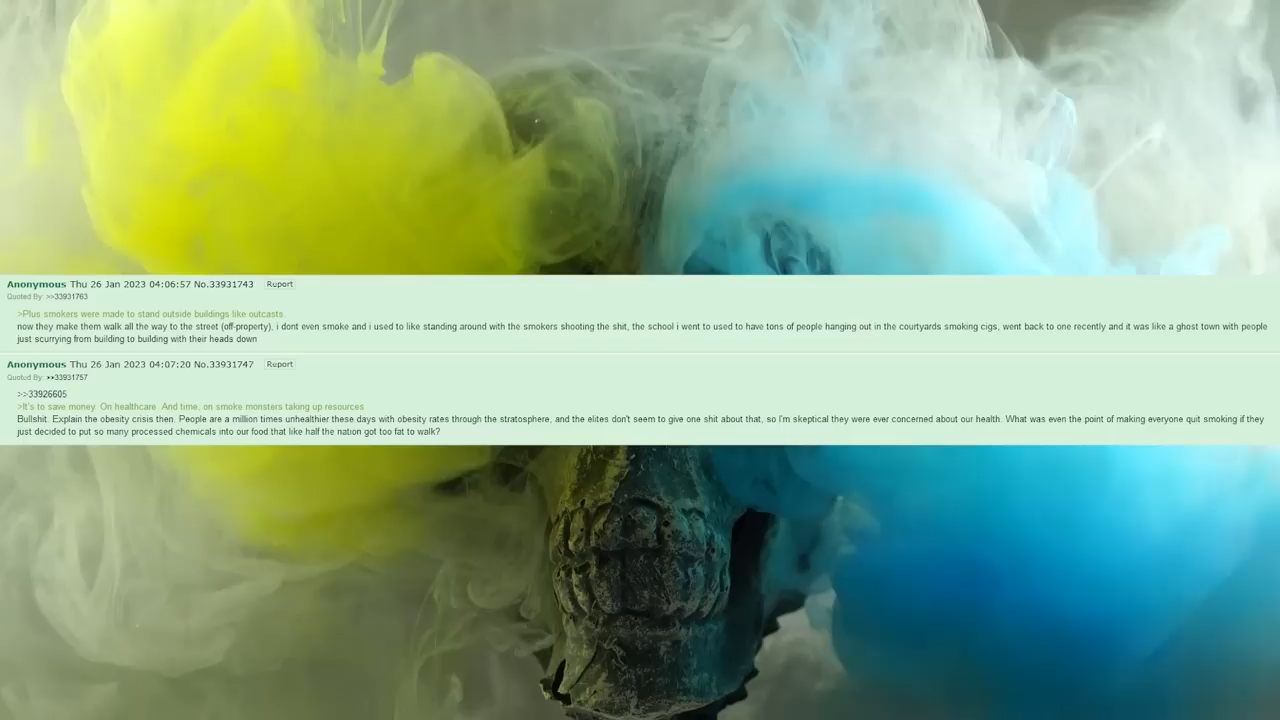 Anonymous Thu 26 Jan 2023 04:06:57 No.33931743 Report
Quoted By: >>33931763
>Plus smokers were made to stand outside buildings like outcasts.
now they make them walk all the way to the street (off-property), i dont even smoke and i used to like standing around with the smokers shooting the shit, the school i went to used to have tons of people hanging out in the courtyards smoking cigs, went back to one recently and it was like a ghost town with people
just scurrying from building to building with their heads down
Anonymous Thu 26 Jan 2023 04:07:20 No.33931747 Report
Quoted By: >>33931757
>>33926605
>It's to save money. On healthcare. And time, on smoke monsters taking up resources
Bullshit. Explain the obesity crisis then. People are a million times unhealthier these days with obesity rates through the stratosphere, and the elites don't seem to give one shit about that, so I'm skeptical they were ever concerned about our health. What was even the point of making everyone quit smoking if they
just decided to put so many processed chemicals into our food that like half the nation got too fat to walk?